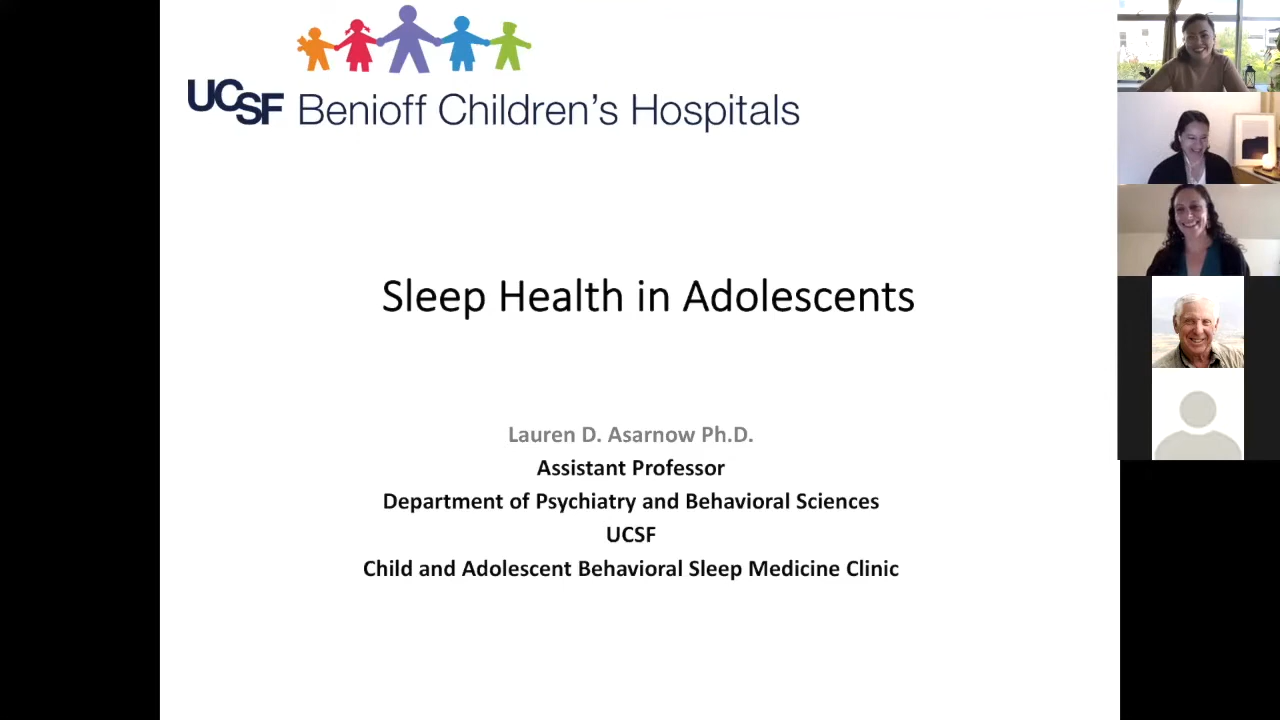 UCSF Benioff Children's Hospitals
Sleep Health in Adolescents
Lauren D. Asarnow Ph.D.
Assistant Professor
Department of Psychiatry and Behavioral Sciences
UCSF
Child and Adolescent Behavioral Sleep Medicine Clinic